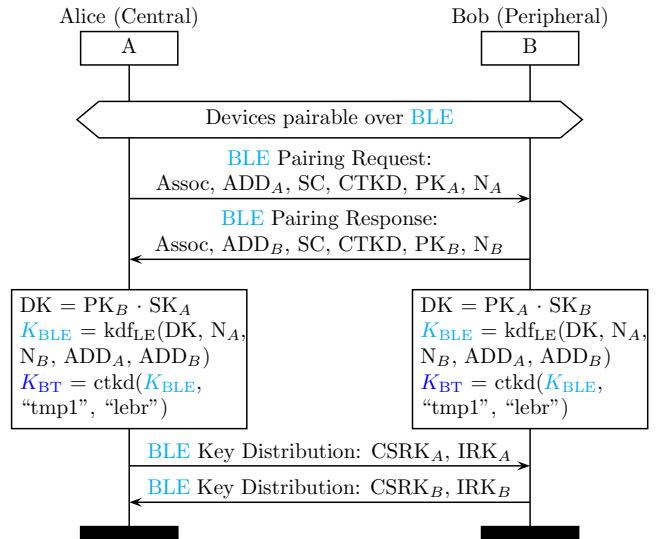 Alice (Central) Bob (Peripheral)
A B
Devices pairable over BLE
BLE Pairing Request:
Assoc, ADD_A, SC, CTKD, PK_A, N_A
BLE Pairing Response:
Assoc, ADD_B, SC, CTKD, PK_B, N_B
DK = PK_B · SK_A
K_BLE = kdf_LE(DK, N_A,
N_B, ADD_A, ADD_B)
K_BT = ctkd(K_BLE,
“tmp1”, “lebr”)
DK = PK_A · SK_B
K_BLE = kdf_LE(DK, N_A,
N_B, ADD_A, ADD_B)
K_BT = ctkd(K_BLE,
“tmp1”, “lebr”)
BLE Key Distribution: CSRK_A, IRK_A
BLE Key Distribution: CSRK_B, IRK_B